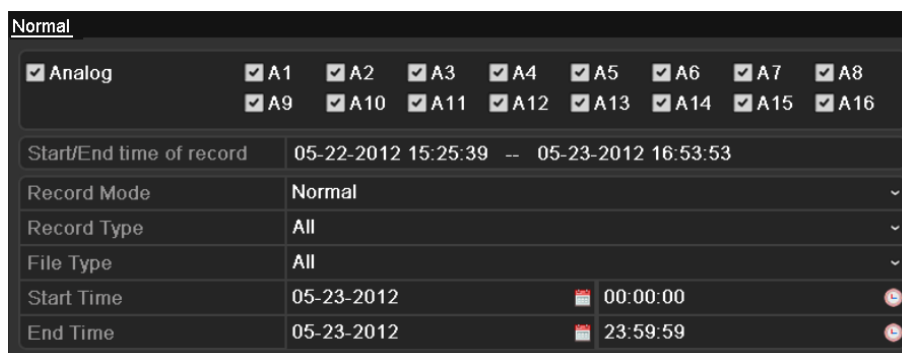 Normal
Analog A1 A2 A3 A4 A5 A6 A7 A8
A9 A10 A11 A12 A13 A14 A15 A16
Start/End time of record 05-22-2012 15:25:39 -- 05-23-2012 16:53:53
Record Mode Normal
Record Type All
File Type All
Start Time 05-23-2012 00:00:00
End Time 05-23-2012 23:59:59